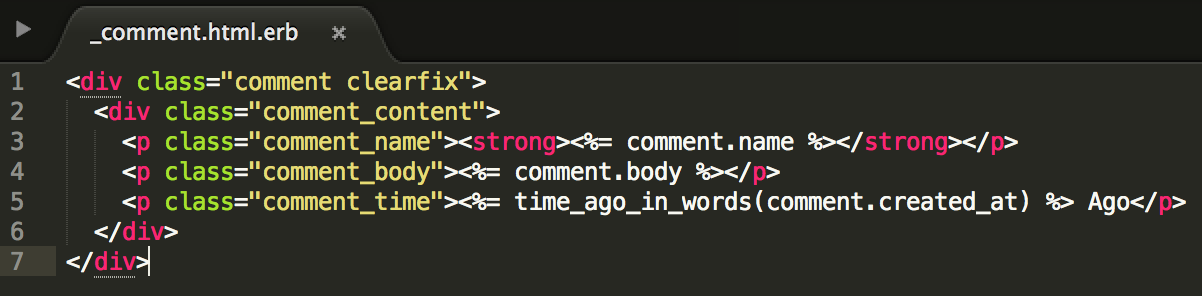 _comment.html.erb ×
1 <div class="comment clearfix">
2   <div class="comment_content">
3     <p class="comment_name"><strong><%= comment.name %></strong></p>
4     <p class="comment_body"><%= comment.body %></p>
5     <p class="comment_time"><%= time_ago_in_words(comment.created_at) %> Ago</p>
6   </div>
7 </div>